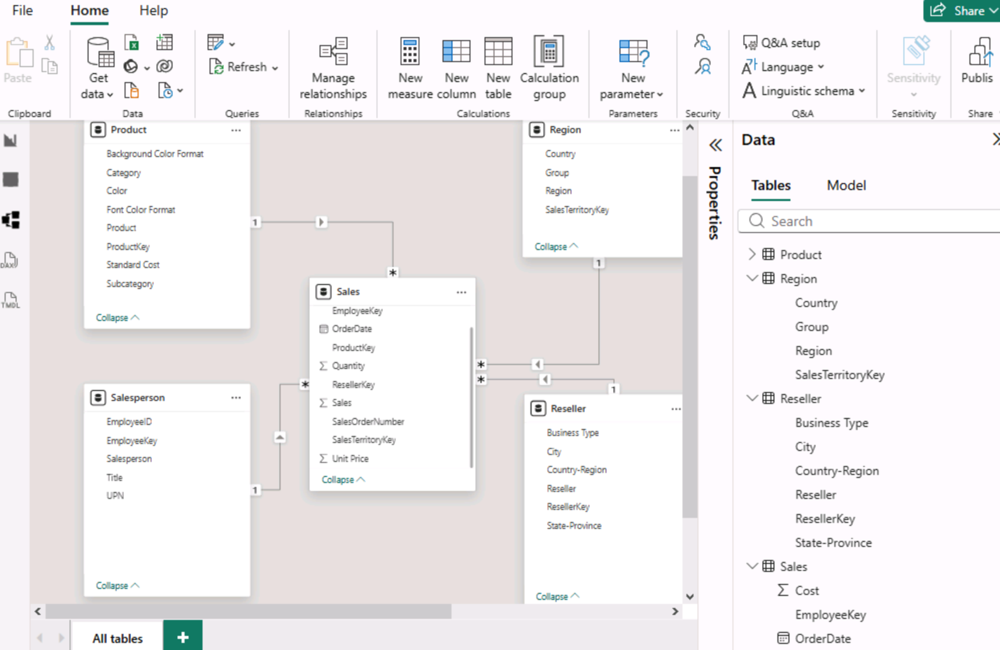 File Home Help
Share
Paste
Get data
Refresh
Manage relationships
New measure
New column
New table
Calculation group
New parameter
Q&A setup
Language
Linguistic schema
Sensitivity
Publis
Clipboard Data Queries Relationships Calculations Parameters Security Q&A Sensitivity Share
DAX
TMDL
Product
Background Color Format
Category
Color
Font Color Format
Product
ProductKey
Standard Cost
Subcategory
Collapse
1
*
Region
Country
Group
Region
SalesTerritoryKey
Collapse
1
Sales
EmployeeKey
OrderDate
ProductKey
Quantity
ResellerKey
Sales
SalesOrderNumber
SalesTerritoryKey
Unit Price
Collapse
*
*
*
Salesperson
EmployeeID
EmployeeKey
Salesperson
Title
UPN
Collapse
1
1
Reseller
Business Type
City
Country-Region
Reseller
ResellerKey
State-Province
Collapse
All tables
+
Properties
Data
Tables Model
Search
Product
Region
Country
Group
Region
SalesTerritoryKey
Reseller
Business Type
City
Country-Region
Reseller
ResellerKey
State-Province
Sales
Cost
EmployeeKey
OrderDate